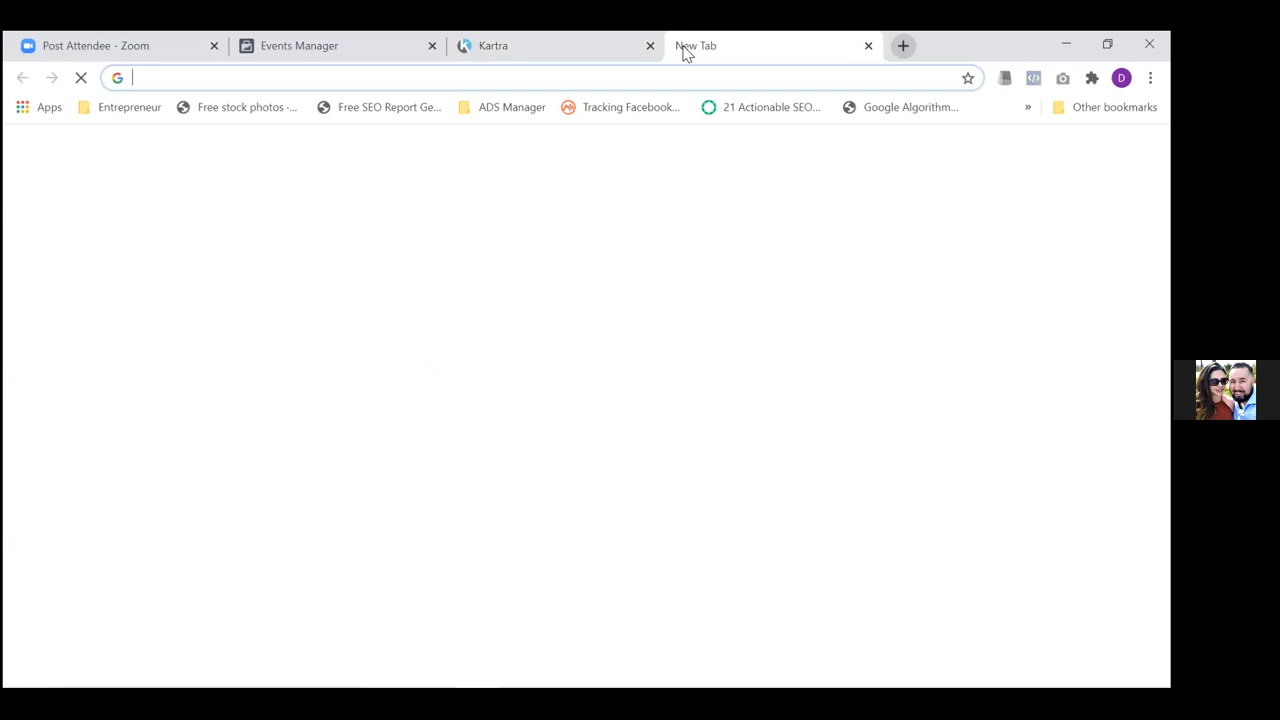 Post Attendee - Zoom
Events Manager
Kartra
New Tab
Apps
Entrepreneur
Free stock photos ·...
Free SEO Report Ge...
ADS Manager
Tracking Facebook...
21 Actionable SEO...
Google Algorithm...
»
Other bookmarks
D